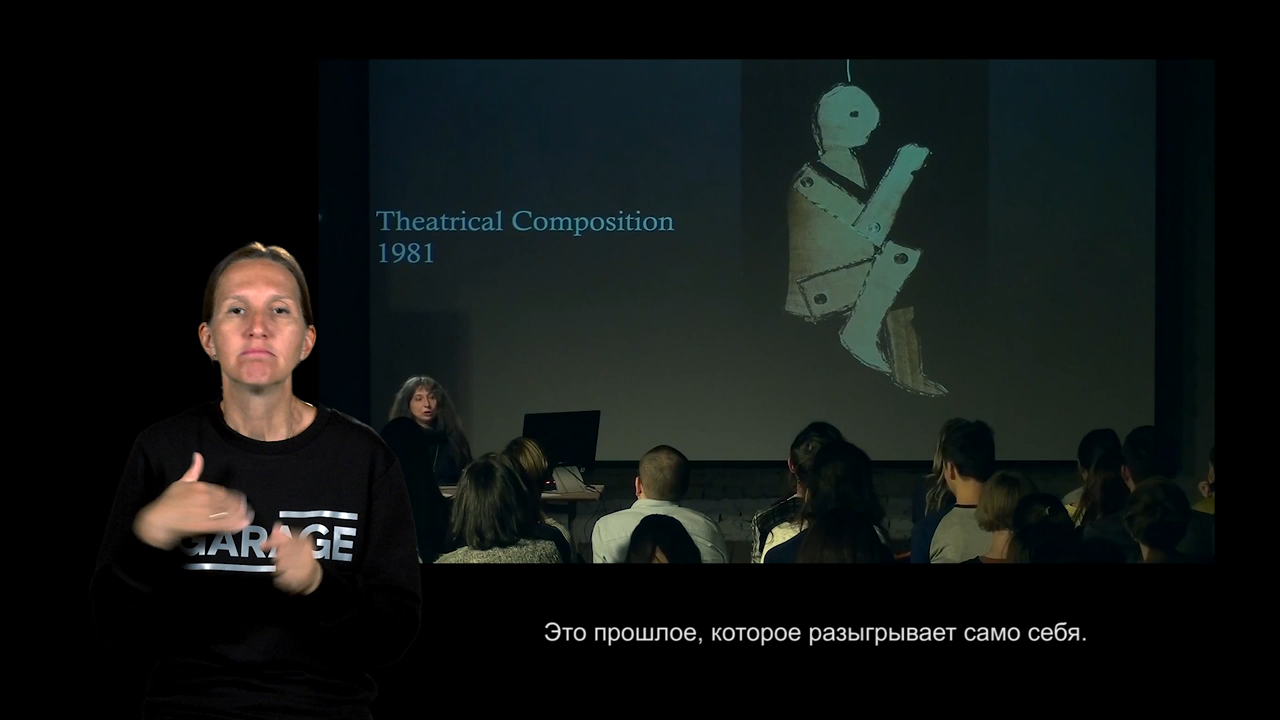 Theatrical Composition
1981
GARAGE
Это прошлое, которое разыгрывает само себя.